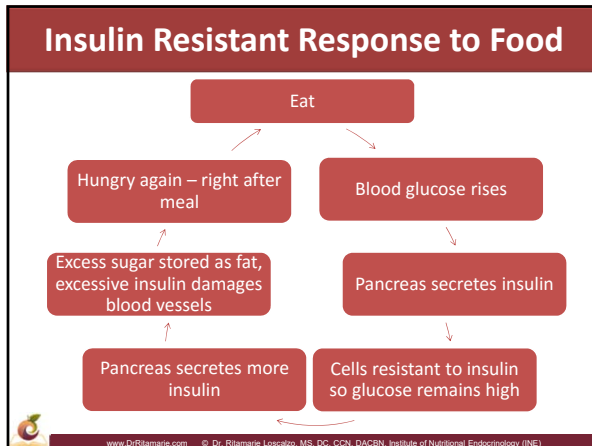 Insulin Resistant Response to Food
Eat
Blood glucose rises
Pancreas secretes insulin
Cells resistant to insulin
so glucose remains high
Pancreas secretes more
insulin
Excess sugar stored as fat,
excessive insulin damages
blood vessels
Hungry again – right after
meal
www.DrRitamarie.com © Dr. Ritamarie Loscalzo, MS, DC, CCN, DACBN, Institute of Nutritional Endocrinology (INE)